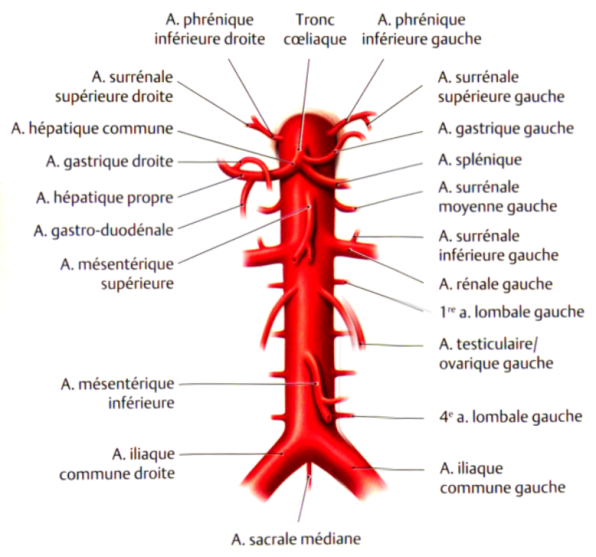 A. phrénique
inférieure droite
Tronc
cœliaque
A. phrénique
inférieure gauche
A. surrénale
supérieure droite
A. hépatique commune
A. gastrique droite
A. hépatique propre
A. gastro-duodénale
A. mésentérique
supérieure
A. mésentérique
inférieure
A. iliaque
commune droite
A. surrénale
supérieure gauche
A. gastrique gauche
A. splénique
A. surrénale
moyenne gauche
A. surrénale
inférieure gauche
A. rénale gauche
1re a. lombale gauche
A. testiculaire/
ovarique gauche
4e a. lombale gauche
A. iliaque
commune gauche
A. sacrale médiane